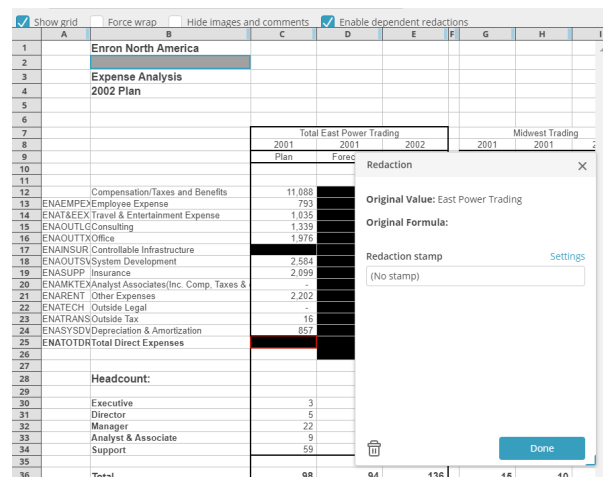 Show grid Force wrap Hide images and comments Enable dependent redactions
A B C D E F G H I
1 Enron North America
2
3 Expense Analysis
4 2002 Plan
5
6
7 Total East Power Trading Midwest Trading
8 2001 2001 2002 2001 2001
9 Plan Forec
10
11
12 Compensation/Taxes and Benefits 11,088
13 ENAEMPEX Employee Expense 793
14 ENAT&EEX Travel & Entertainment Expense 1,035
15 ENAOUTLG Consulting 1,339
16 ENAOUTTX Office 1,976
17 ENAINSUR Controllable Infrastructure
18 ENAOUTSV System Development 2,584
19 ENASUPP Insurance 2,099
20 ENAMKTEX Analyst Associates(Inc. Comp, Taxes & -
21 ENARENT Other Expenses 2,202
22 ENATECH Outside Legal -
23 ENATRANS Outside Tax 16
24 ENASYSDV Depreciation & Amortization 857
25 ENATOTDR Total Direct Expenses
26
27
28 Headcount:
29
30 Executive 3
31 Director 5
32 Manager 22
33 Analyst & Associate 9
34 Support 59
35
36 Total 98 94 136 15 10
Redaction
Original Value: East Power Trading
Original Formula:
Redaction stamp Settings
(No stamp)
Done